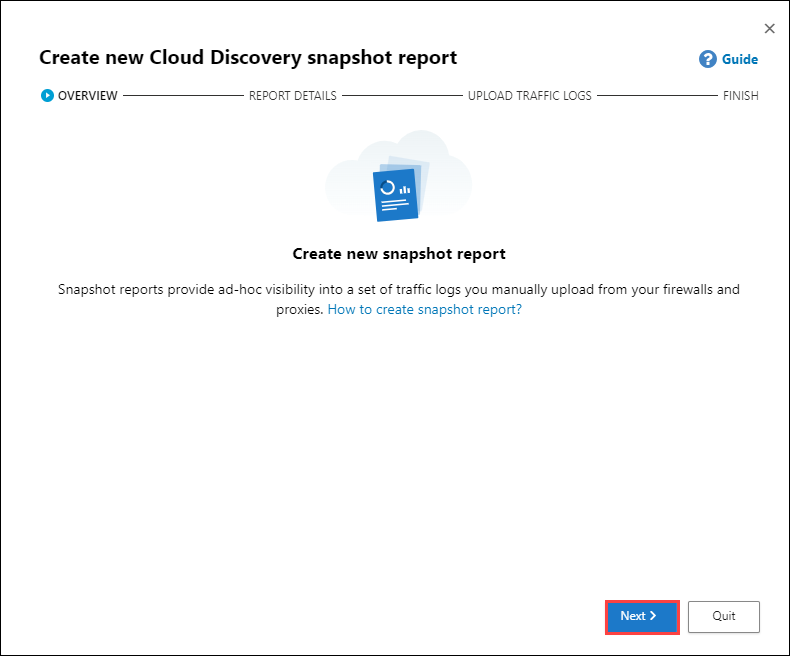 Create new Cloud Discovery snapshot report
? Guide
OVERVIEW
REPORT DETAILS
UPLOAD TRAFFIC LOGS
FINISH
Create new snapshot report
Snapshot reports provide ad-hoc visibility into a set of traffic logs you manually upload from your firewalls and
proxies. How to create snapshot report?
Next
Quit